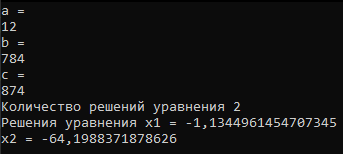 a =
12
b =
784
c =
874
Количество решений уравнения 2
Решения уравнения x1 = -1,1344961454707345
x2 = -64,1988371878626